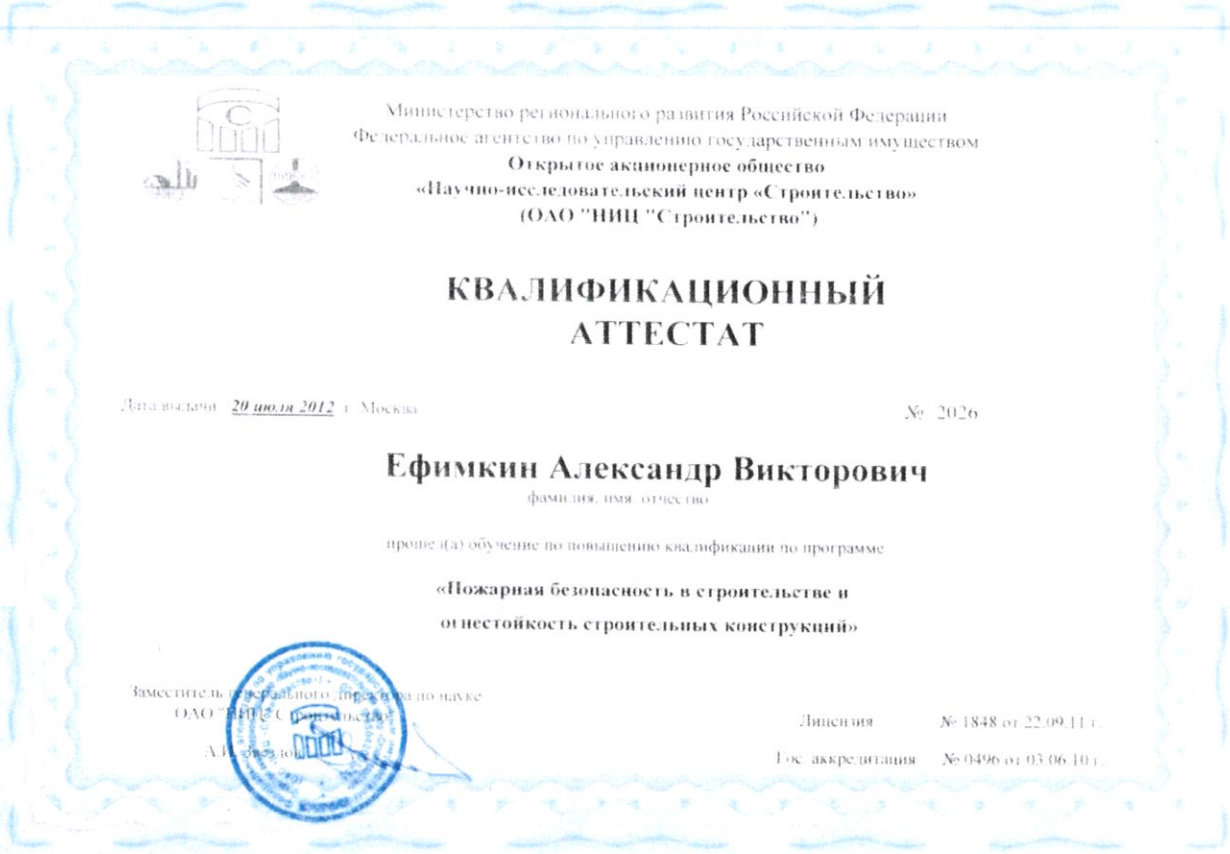 Министерство регионального развития Российской Федерации
Федеральное агентство по управлению государственным имуществом
Открытое акционерное общество
«Научно-исследовательский центр «Строительство»
(ОАО "НИЦ "Строительство")
КВАЛИФИКАЦИОННЫЙ
АТТЕСТАТ
Дата выдачи 20 июля 2012 г. Москва
№ 2026
Ефимкин Александр Викторович
фамилия, имя, отчество
прошел(а) обучение по повышению квалификации по программе
«Пожарная безопасность в строительстве и
огнестойкость строительных конструкций»
Заместитель генерального директора по науке
ОАО "НИЦ "Строительство"
А.И. Звездов
Лицензия № 1848 от 22.09.11 г.
Гос. аккредитация № 0496 от 03.06.10 г.